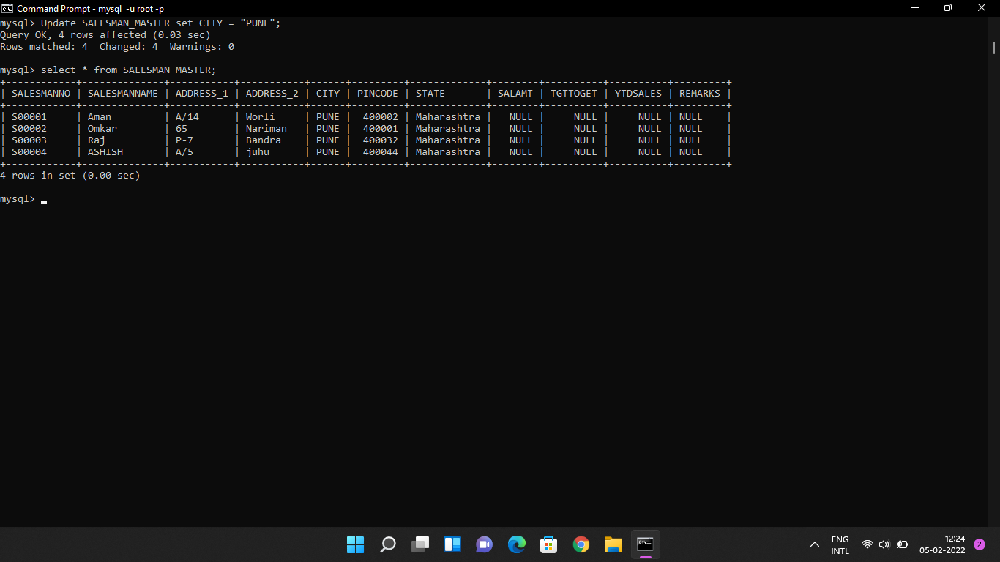 Command Prompt - mysql -u root -p
mysql> Update SALESMAN_MASTER set CITY = "PUNE";
Query OK, 4 rows affected (0.03 sec)
Rows matched: 4  Changed: 4  Warnings: 0
mysql> select * from SALESMAN_MASTER;
+------------+--------------+-----------+-----------+------+---------+-------------+--------+----------+----------+---------+
| SALESMANNO | SALESMANNAME | ADDRESS_1 | ADDRESS_2 | CITY | PINCODE | STATE       | SALAMT | TGTTOGET | YTDSALES | REMARKS |
+------------+--------------+-----------+-----------+------+---------+-------------+--------+----------+----------+---------+
| S00001     | Aman         | A/14      | Worli     | PUNE |  400002 | Maharashtra |   NULL |     NULL |     NULL | NULL    |
| S00002     | Omkar        | 65        | Nariman   | PUNE |  400001 | Maharashtra |   NULL |     NULL |     NULL | NULL    |
| S00003     | Raj          | P-7       | Bandra    | PUNE |  400032 | Maharashtra |   NULL |     NULL |     NULL | NULL    |
| S00004     | ASHISH       | A/5       | juhu      | PUNE |  400044 | Maharashtra |   NULL |     NULL |     NULL | NULL    |
+------------+--------------+-----------+-----------+------+---------+-------------+--------+----------+----------+---------+
4 rows in set (0.00 sec)
mysql>
ENG
INTL
12:24
05-02-2022
2